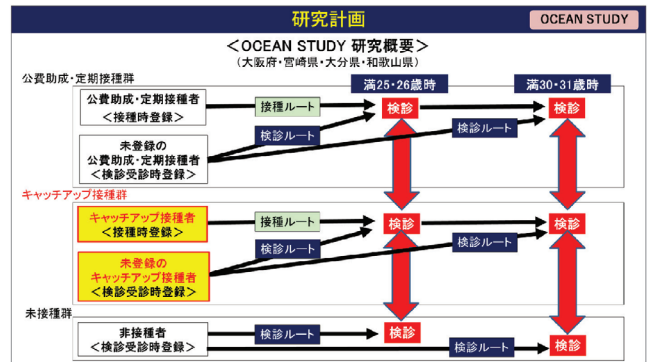 研究計画
OCEAN STUDY
＜OCEAN STUDY 研究概要＞
（大阪府・宮崎県・大分県・和歌山県）
公費助成・定期接種群
満25・26歳時
満30・31歳時
公費助成・定期接種者
＜接種時登録＞
接種ルート
検診
検診
検診ルート
検診ルート
未登録の
公費助成・定期接種者
＜検診受診時登録＞
キャッチアップ接種群
キャッチアップ接種者
＜接種時登録＞
接種ルート
検診
検診
検診ルート
検診ルート
未登録の
キャッチアップ接種者
＜検診受診時登録＞
未接種群
非接種者
＜検診受診時登録＞
検診ルート
検診
検診ルート
検診